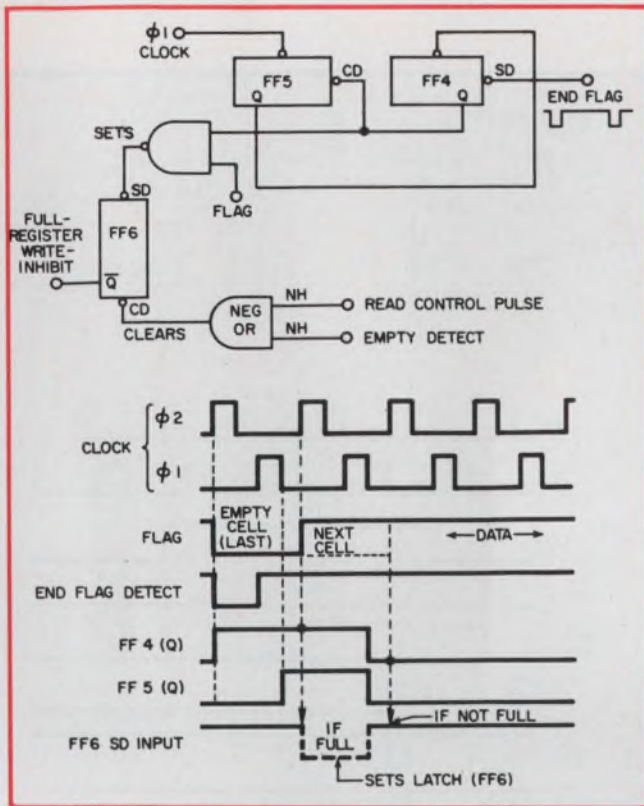 ϕ1
CLOCK
FF5
Q
CD
FF4
Q
SD
END FLAG
SETS
FLAG
SD
FULL-
REGISTER
WRITE-
INHIBIT
FF6
Q̅
CD
CLEARS
NEG
OR
NH
READ CONTROL PULSE
NH
EMPTY DETECT
CLOCK
ϕ2
ϕ1
FLAG
EMPTY
CELL
(LAST)
NEXT
CELL
DATA
END FLAG DETECT
FF 4 (Q)
FF 5 (Q)
IF NOT FULL
FF6 SD INPUT
IF
FULL
SETS LATCH (FF6)